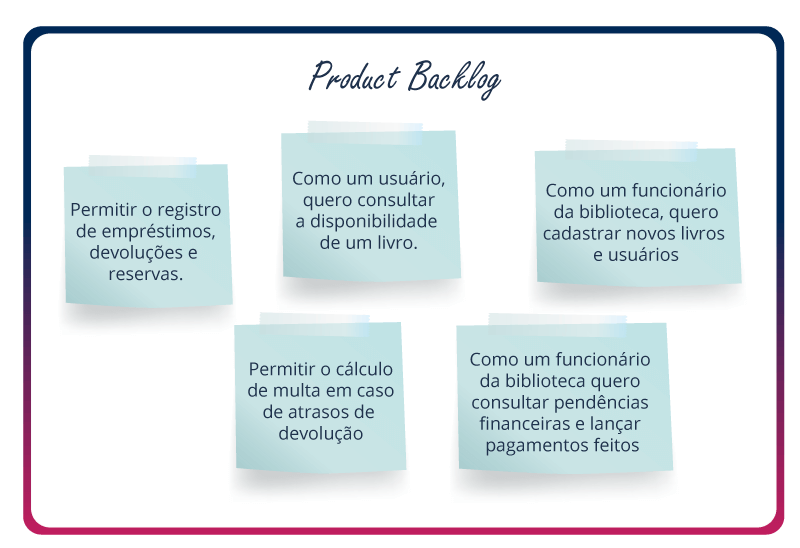 Product Backlog
Permitir o registro
de empréstimos,
devoluções e
reservas.
Como um usuário,
quero consultar
a disponibilidade
de um livro.
Como um funcionário
da biblioteca, quero
cadastrar novos livros
e usuários
Permitir o cálculo
de multa em caso
de atrasos de
devolução
Como um funcionário
da biblioteca quero
consultar pendências
financeiras e lançar
pagamentos feitos